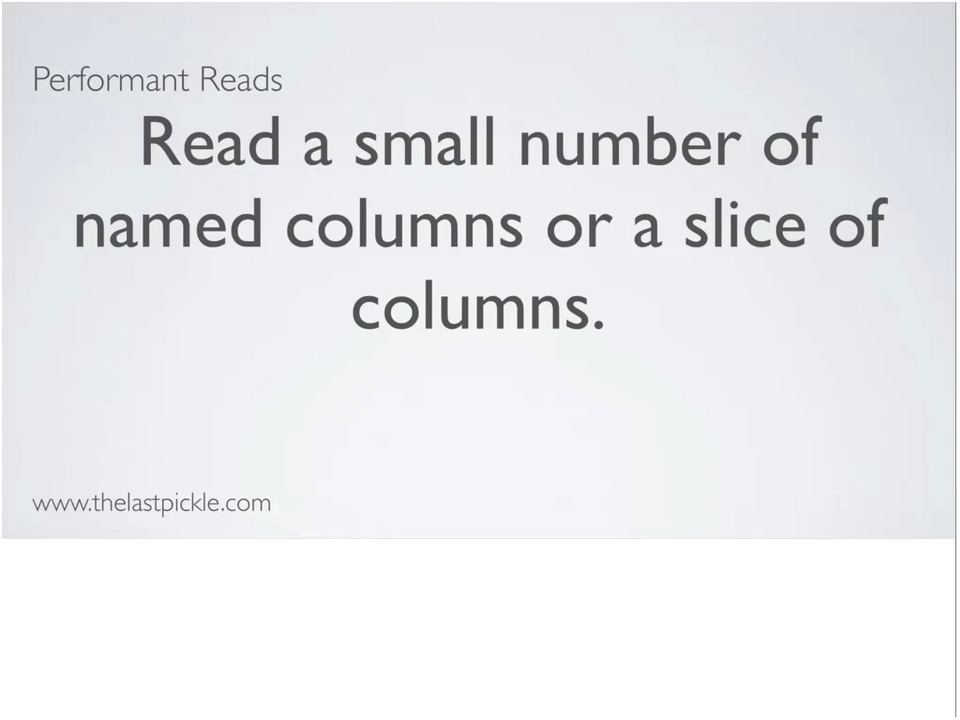 Performant Reads
Read a small number of
named columns or a slice of
columns.
www.thelastpickle.com